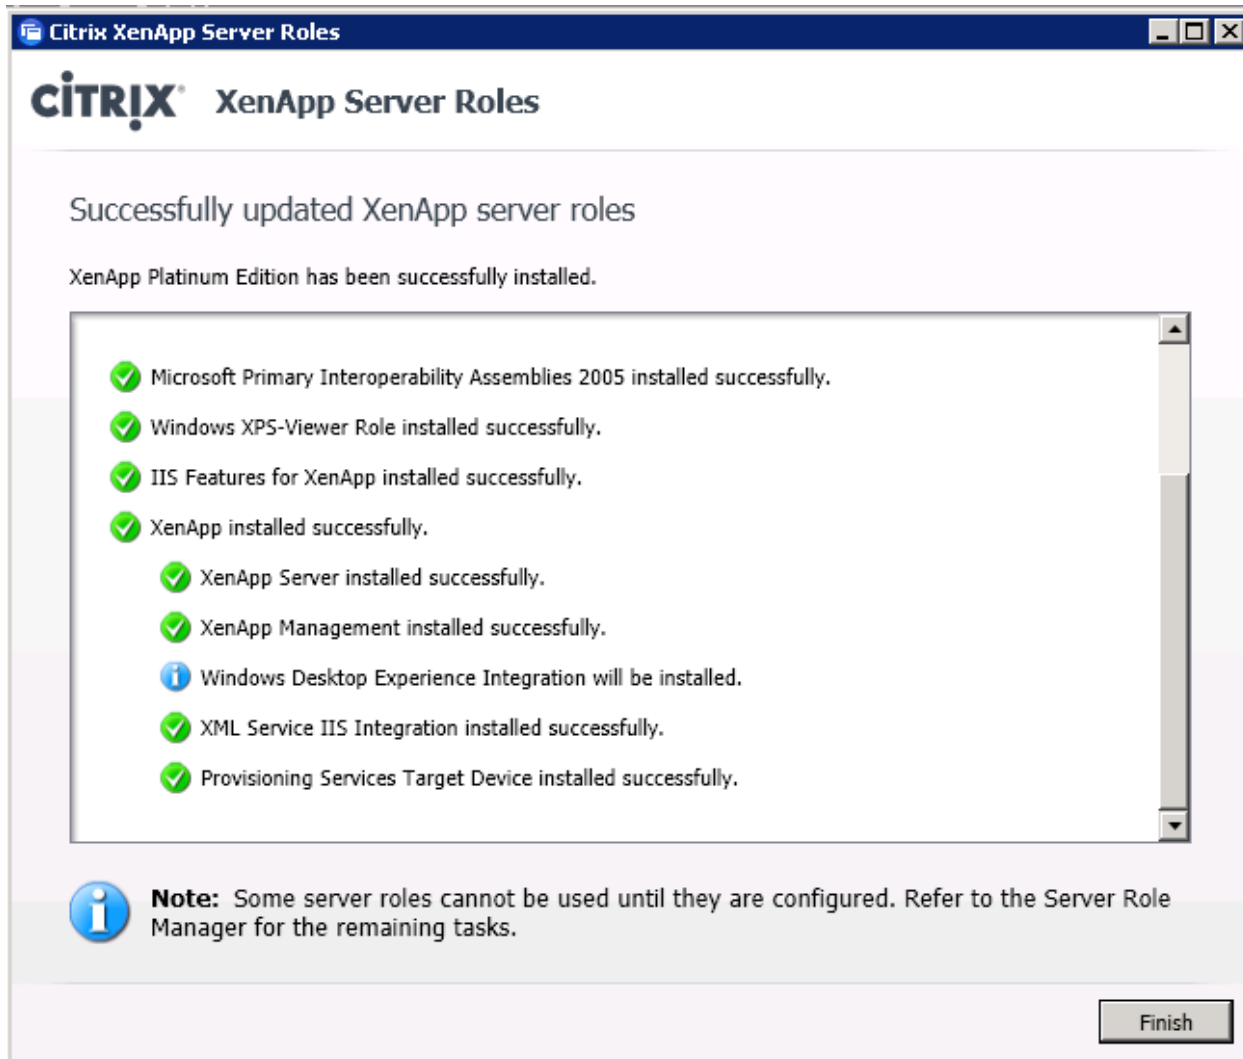 Citrix XenApp Server Roles
CİTRIX® XenApp Server Roles
Successfully updated XenApp server roles
XenApp Platinum Edition has been successfully installed.
Microsoft Primary Interoperability Assemblies 2005 installed successfully.
Windows XPS-Viewer Role installed successfully.
IIS Features for XenApp installed successfully.
XenApp installed successfully.
XenApp Server installed successfully.
XenApp Management installed successfully.
Windows Desktop Experience Integration will be installed.
XML Service IIS Integration installed successfully.
Provisioning Services Target Device installed successfully.
Note: Some server roles cannot be used until they are configured. Refer to the Server Role
Manager for the remaining tasks.
Finish